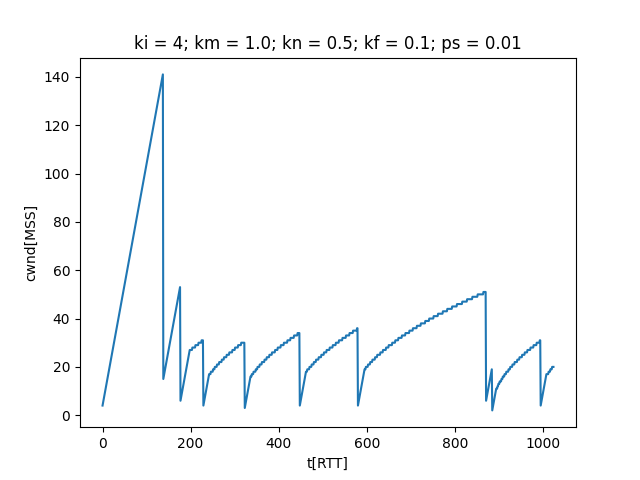 ki = 4; km = 1.0; kn = 0.5; kf = 0.1; ps = 0.01
140
120
100
80
60
40
20
0
cwnd[MSS]
0 200 400 600 800 1000
t[RTT]